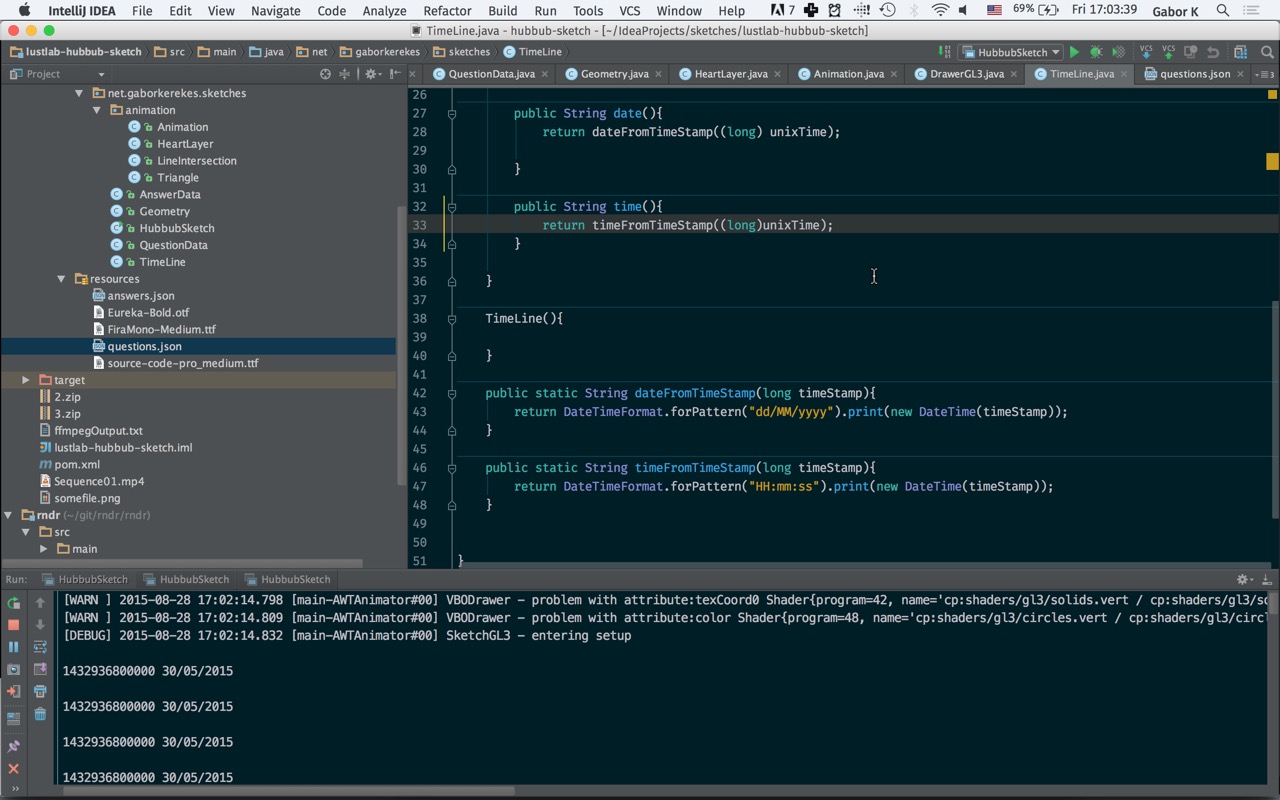 IntelliJ IDEA File Edit View Navigate Code Analyze Refactor Build Run Tools VCS Window Help 7 69% Fri 17:03:39 Gabor K
TimeLine.java - hubbub-sketch - [~/IdeaProjects/sketches/lustlab-hubbub-sketch]
lustlab-hubbub-sketch src main java net gaborkerekes sketches TimeLine HubbubSketch VCS VCS
Project
QuestionData.java Geometry.java HeartLayer.java Animation.java DrawerGL3.java TimeLine.java questions.json
net.gaborkerekes.sketches
animation
Animation
HeartLayer
LineIntersection
Triangle
AnswerData
Geometry
HubbubSketch
QuestionData
TimeLine
resources
answers.json
Eureka-Bold.otf
FiraMono-Medium.ttf
questions.json
source-code-pro_medium.ttf
target
2.zip
3.zip
ffmpegOutput.txt
lustlab-hubbub-sketch.iml
pom.xml
Sequence01.mp4
somefile.png
rndr (~/git/rndr/rndr)
src
main
26
27 public String date(){
28 return dateFromTimeStamp((long) unixTime);
29
30 }
31
32 public String time(){
33 return timeFromTimeStamp((long)unixTime);
34 }
35
36 }
37
38 TimeLine(){
39
40 }
41
42 public static String dateFromTimeStamp(long timeStamp){
43 return DateTimeFormat.forPattern("dd/MM/yyyy").print(new DateTime(timeStamp));
44 }
45
46 public static String timeFromTimeStamp(long timeStamp){
47 return DateTimeFormat.forPattern("HH:mm:ss").print(new DateTime(timeStamp));
48 }
49
50
51 }
Run: HubbubSketch HubbubSketch HubbubSketch
[WARN ] 2015-08-28 17:02:14.798 [main-AWTAnimator#00] VBODrawer - problem with attribute:texCoord0 Shader{program=42, name='cp:shaders/gl3/solids.vert / cp:shaders/gl3/so
[WARN ] 2015-08-28 17:02:14.809 [main-AWTAnimator#00] VBODrawer - problem with attribute:color Shader{program=48, name='cp:shaders/gl3/circles.vert / cp:shaders/gl3/circl
[DEBUG] 2015-08-28 17:02:14.832 [main-AWTAnimator#00] SketchGL3 - entering setup
1432936800000 30/05/2015
1432936800000 30/05/2015
1432936800000 30/05/2015
1432936800000 30/05/2015